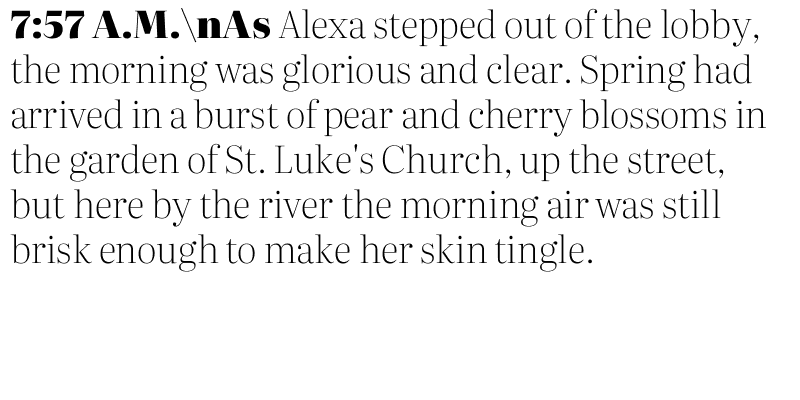 7:57 A.M.\nAs Alexa stepped out of the lobby,
the morning was glorious and clear. Spring had
arrived in a burst of pear and cherry blossoms in
the garden of St. Luke's Church, up the street,
but here by the river the morning air was still
brisk enough to make her skin tingle.